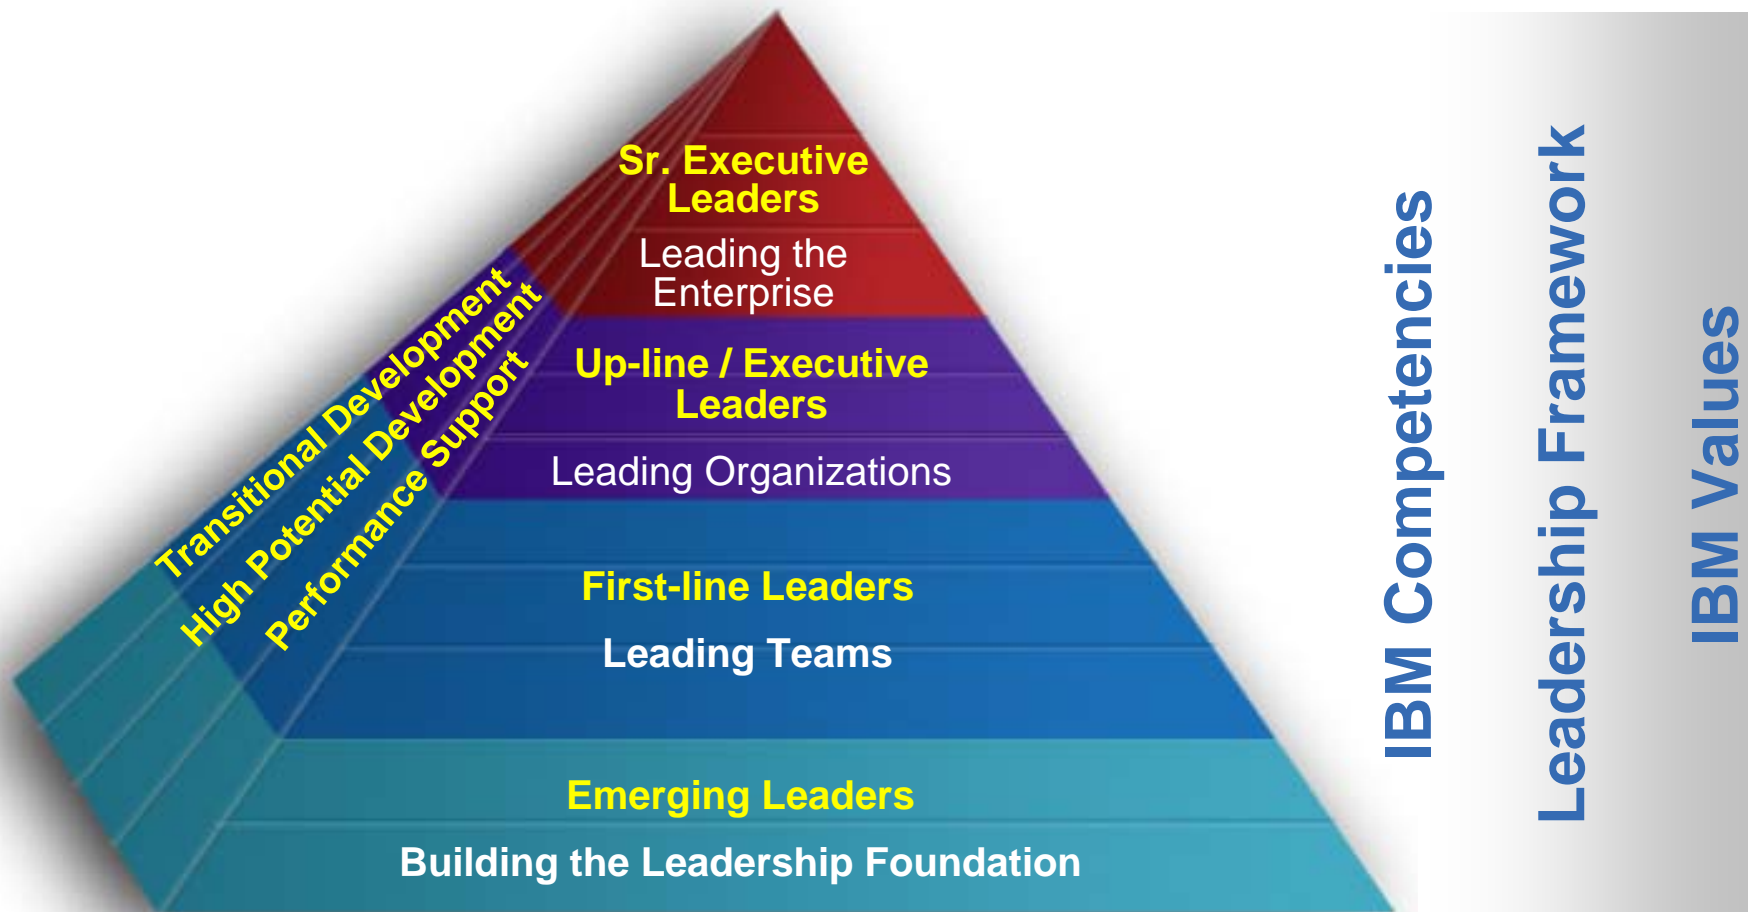 Sr. Executive
Leaders
Leading the
Enterprise
Up-line / Executive
Leaders
Leading Organizations
First-line Leaders
Leading Teams
Emerging Leaders
Building the Leadership Foundation
Transitional Development
High Potential Development
Performance Support
IBM Competencies
Leadership Framework
IBM Values